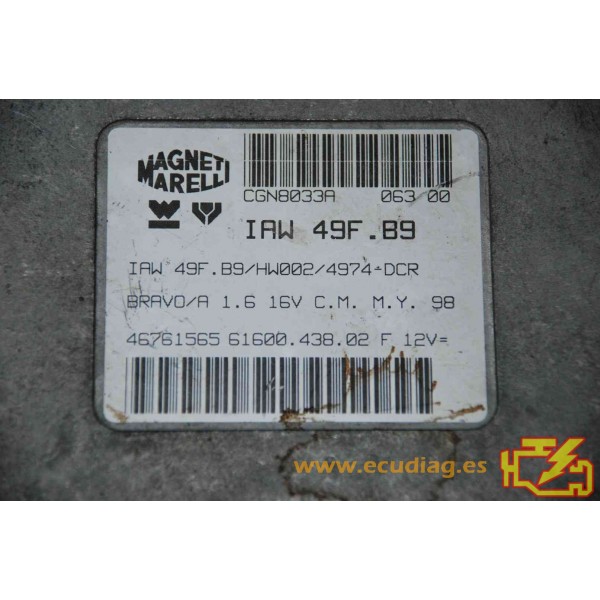 MAGNETI
MARELLI
CGN8033A 063 00
IAW 49F.B9
IAW 49F.B9/HW002/4974-DCR
BRAVO/A 1.6 16V C.M. M.Y. 98
46761565 61600.438.02 F 12V=
www.ecudiag.es